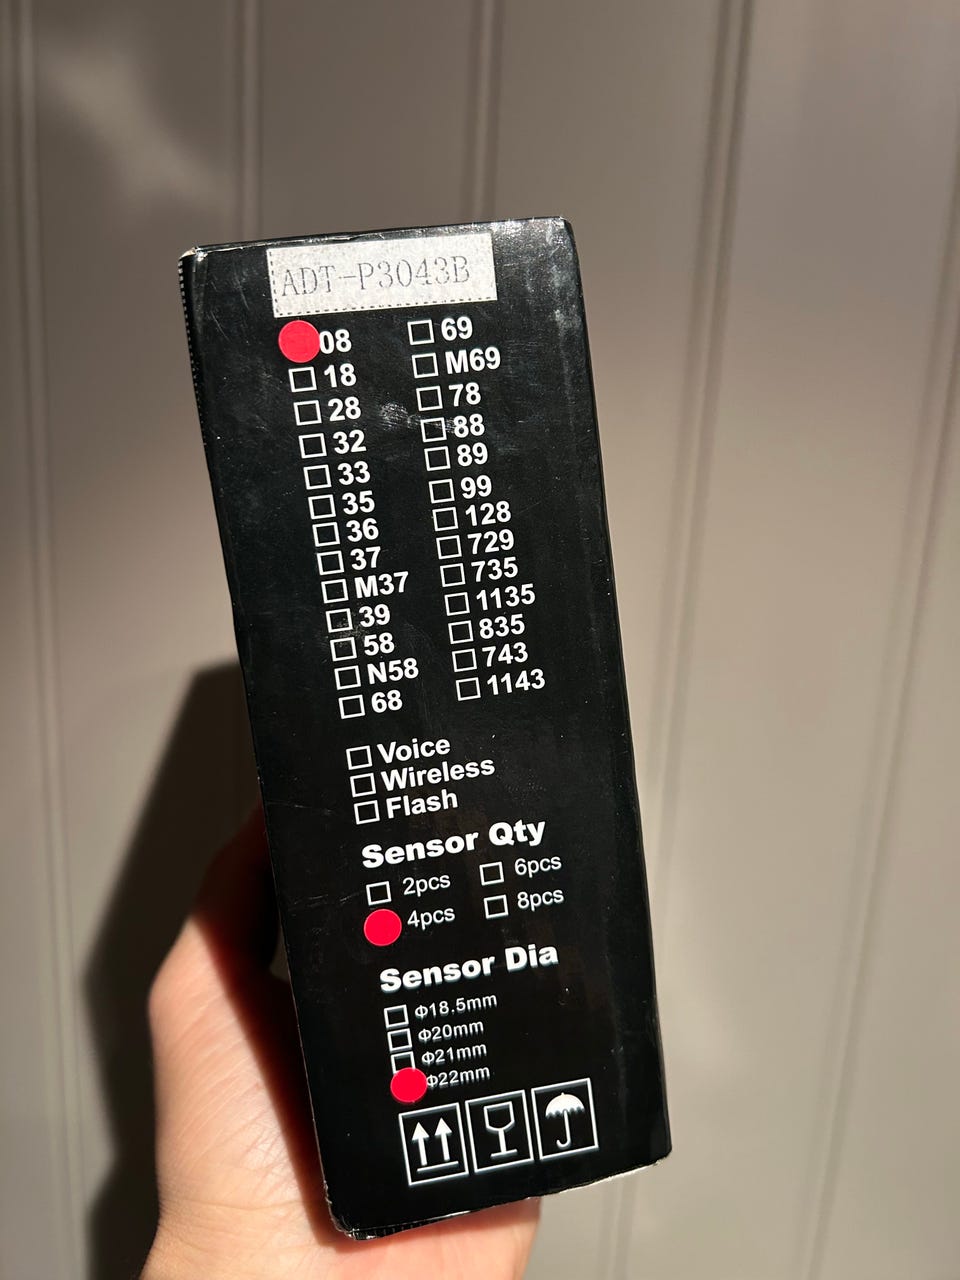 ADT-P3043B
08
18
28
32
33
35
36
37
M37
39
58
N58
68
69
M69
78
88
89
99
128
729
735
1135
835
743
1143
Voice
Wireless
Flash
Sensor Qty
2pcs 6pcs
4pcs 8pcs
Sensor Dia
Φ18.5mm
Φ20mm
Φ21mm
Φ22mm